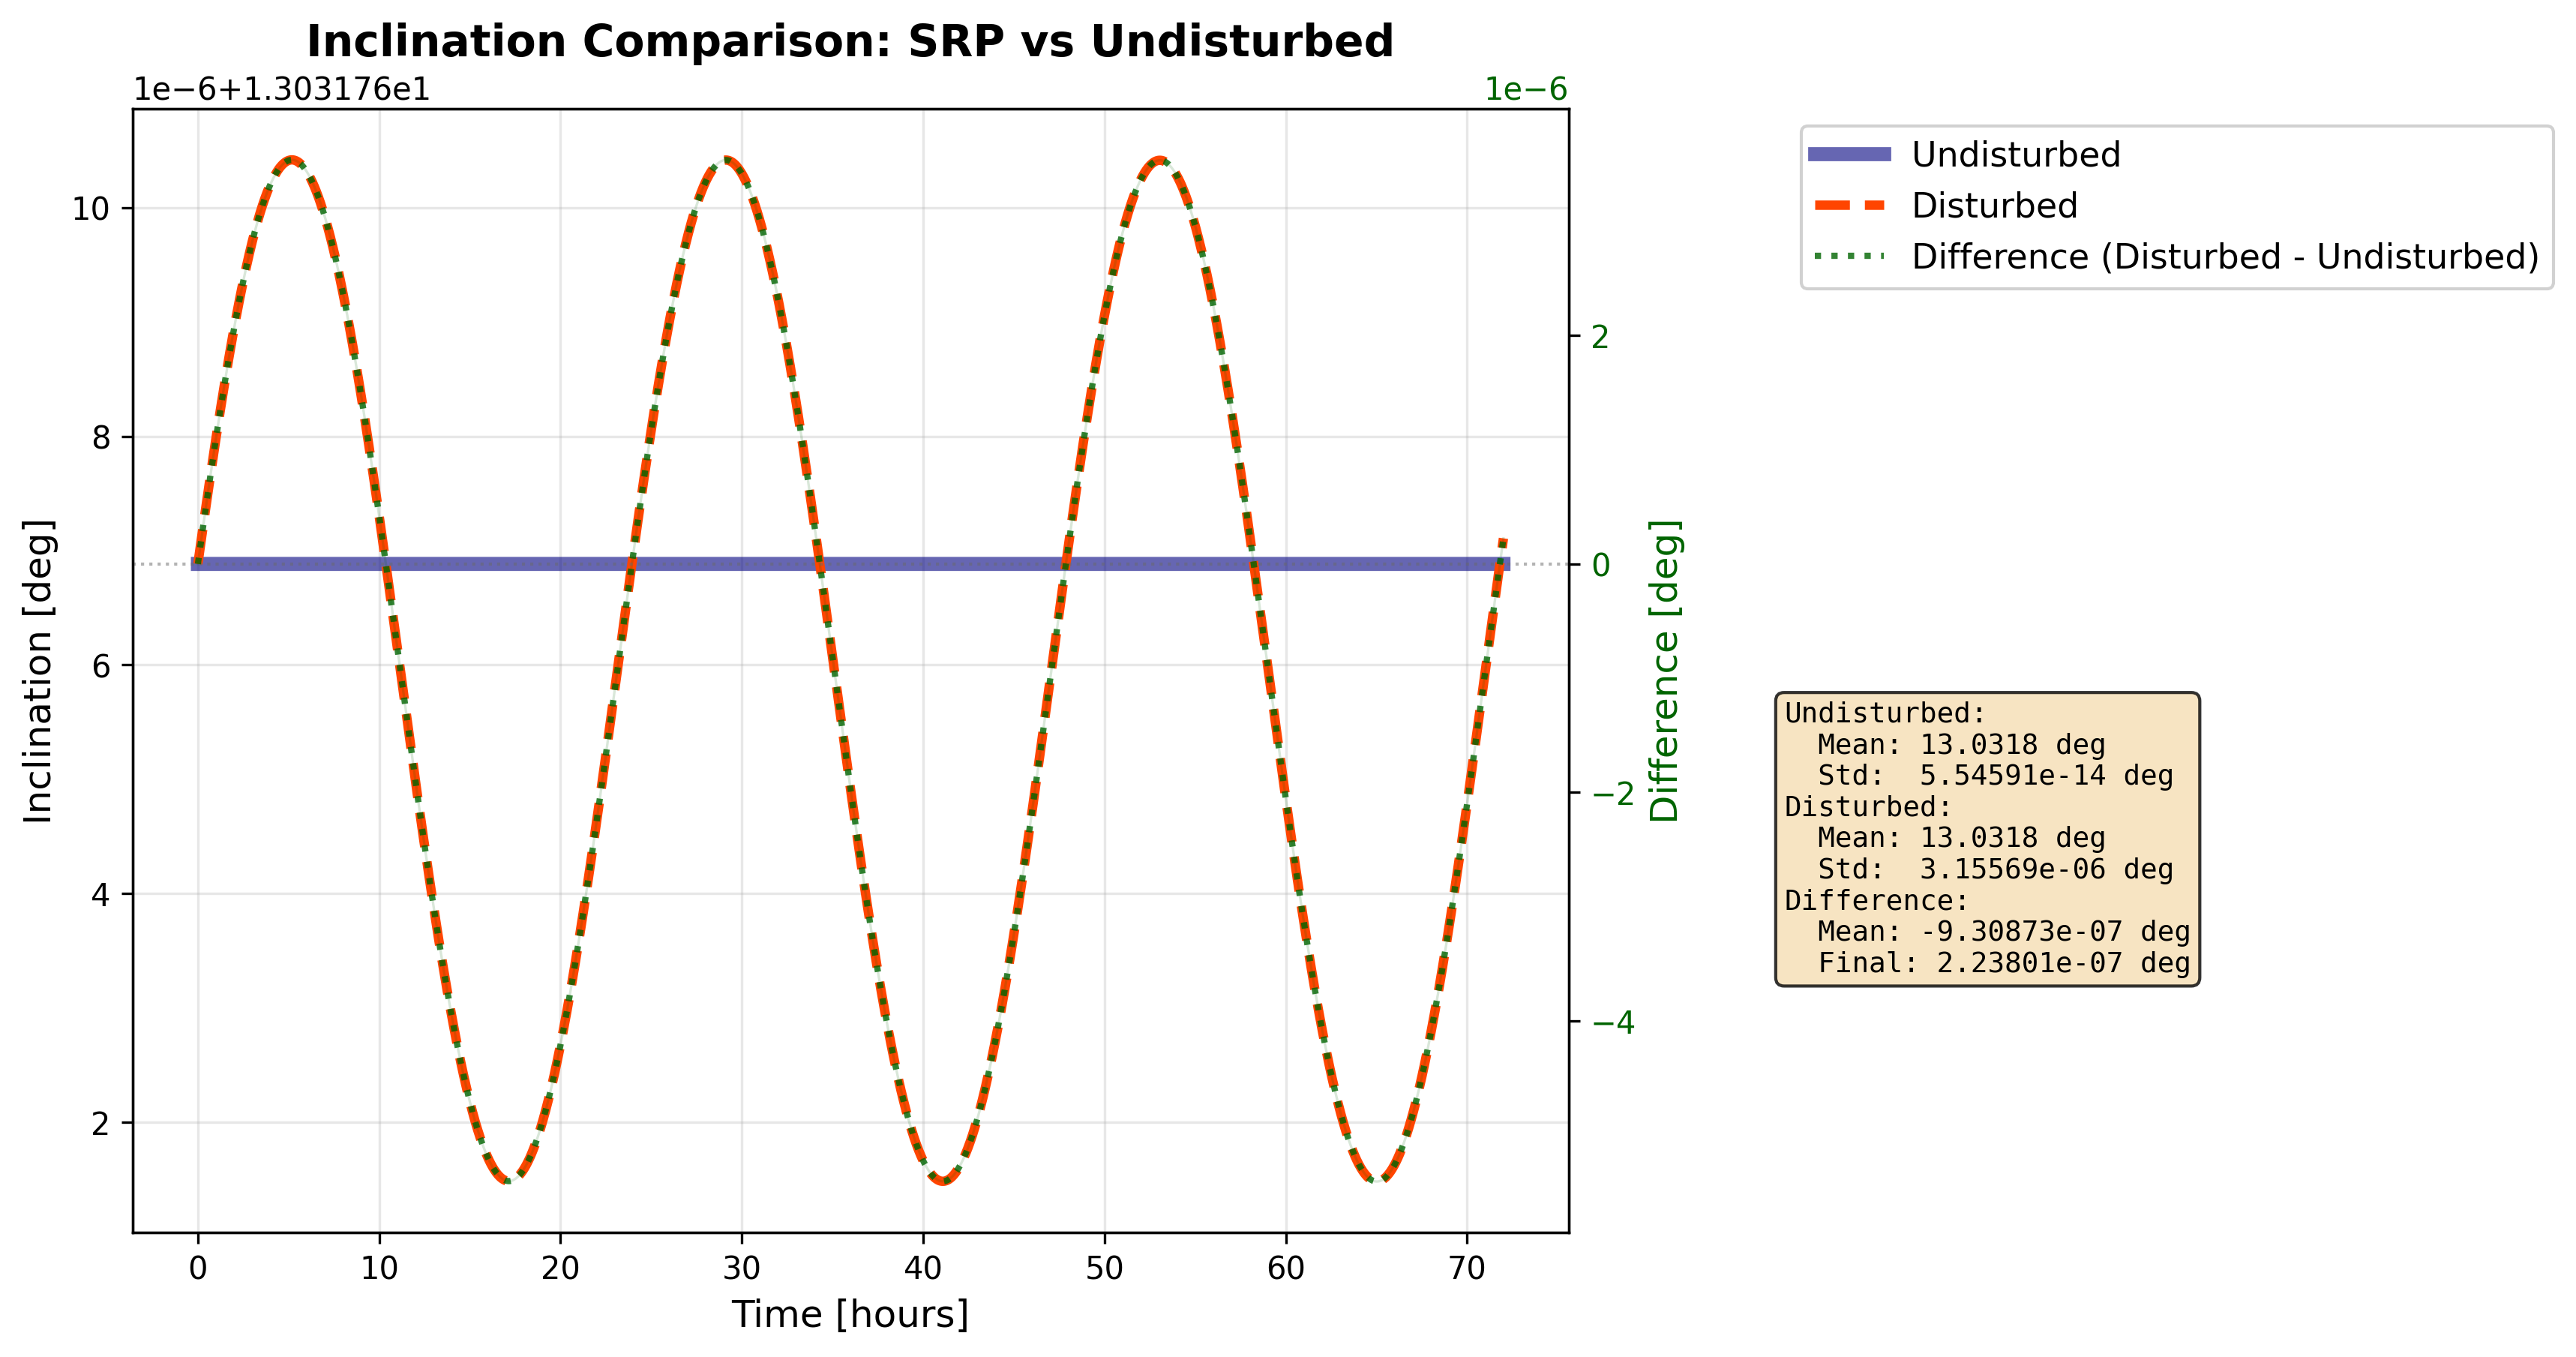 Inclination Comparison: SRP vs Undisturbed
1e−6+1.303176e1
1e−6
10
8
6
4
2
Inclination [deg]
0
10
20
30
40
50
60
70
Time [hours]
2
0
−2
−4
Difference [deg]
Undisturbed
Disturbed
Difference (Disturbed - Undisturbed)
Undisturbed:
Mean: 13.0318 deg
Std: 5.54591e-14 deg
Disturbed:
Mean: 13.0318 deg
Std: 3.15569e-06 deg
Difference:
Mean: -9.30873e-07 deg
Final: 2.23801e-07 deg